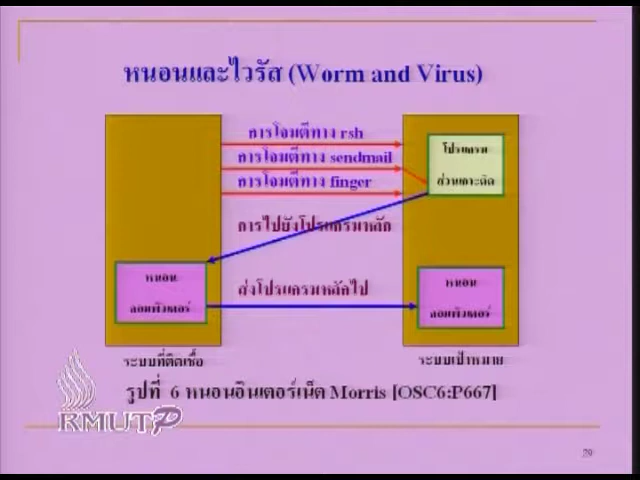 หนอนและไวรัส (Worm and Virus)
การโจมตีทาง rsh
การโจมตีทาง sendmail
การโจมตีทาง finger
โปรแกรม
ส่วนเกาะติด
การไปยังโปรแกรมหลัก
หนอน
คอมพิวเตอร์
ส่งโปรแกรมหลักไป
หนอน
คอมพิวเตอร์
ระบบที่ติดเชื้อ
ระบบเป้าหมาย
รูปที่ 6 หนอนอินเตอร์เน็ต Morris [OSC6:P667]
RMUTP
29